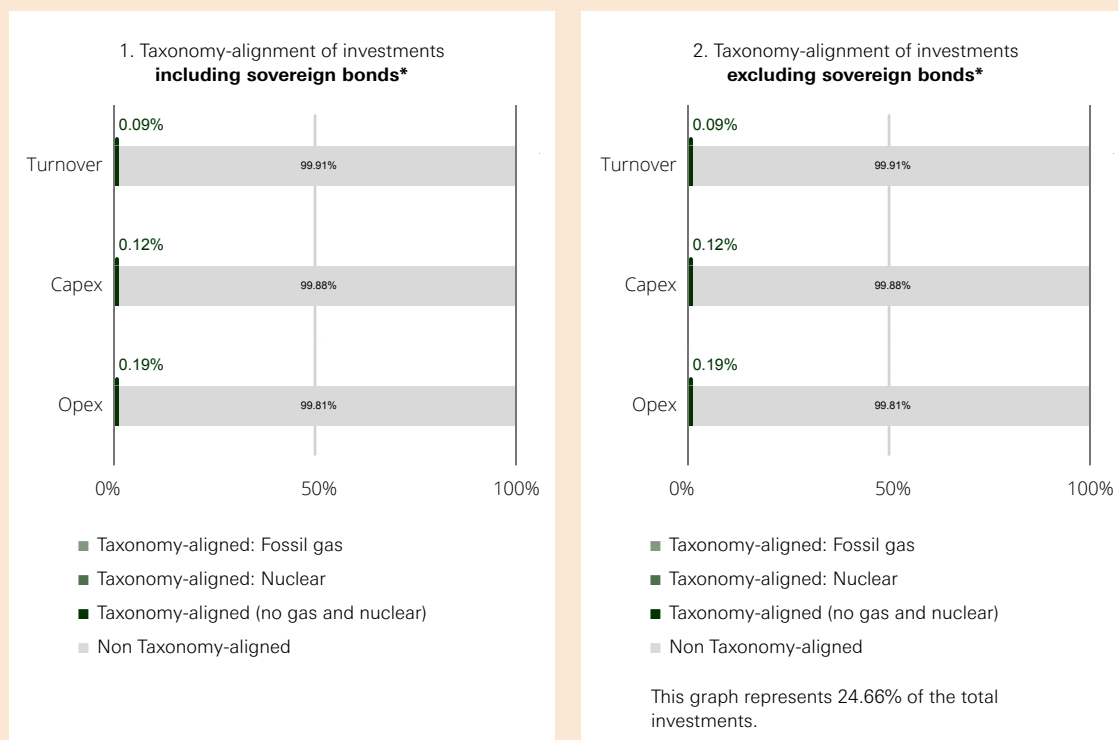 1. Taxonomy-alignment of investments
including sovereign bonds*
0.09%
Turnover
99.91%
0.12%
Capex
99.88%
0.19%
Opex
99.81%
0%
50%
100%
Taxonomy-aligned: Fossil gas
Taxonomy-aligned: Nuclear
Taxonomy-aligned (no gas and nuclear)
Non Taxonomy-aligned
2. Taxonomy-alignment of investments
excluding sovereign bonds*
0.09%
Turnover
99.91%
0.12%
Capex
99.88%
0.19%
Opex
99.81%
0%
50%
100%
Taxonomy-aligned: Fossil gas
Taxonomy-aligned: Nuclear
Taxonomy-aligned (no gas and nuclear)
Non Taxonomy-aligned
This graph represents 24.66% of the total
investments.